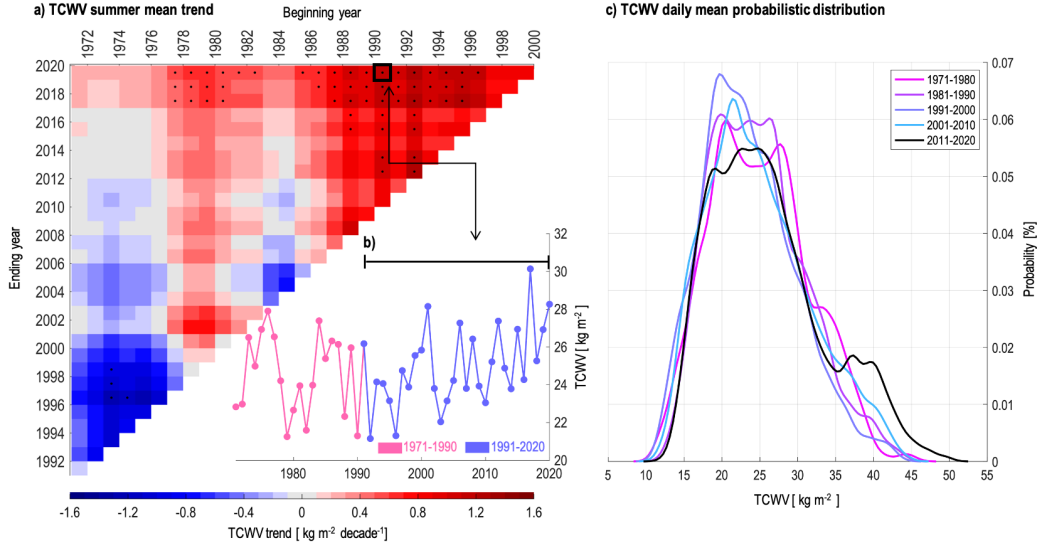 a) TCWV summer mean trend
Beginning year
1972 1974 1976 1978 1980 1982 1984 1986 1988 1990 1992 1994 1996 1998 2000
Ending year
2020
2018
2016
2014
2012
2010
2008
2006
2004
2002
2000
1998
1996
1994
1992
-1.6 -1.2 -0.8 -0.4 0 0.4 0.8 1.2 1.6
TCWV trend [ kg m⁻² decade⁻¹]
b)
32
30
28
26
24
22
20
TCWV [ kg m⁻²]
1971-1990 1991-2020
1980 1990 2000 2010 2020
c) TCWV daily mean probabilistic distribution
1971-1980
1981-1990
1991-2000
2001-2010
2011-2020
0.07
0.06
0.05
0.04
0.03
0.02
0.01
0
Probability [%]
5 10 15 20 25 30 35 40 45 50 55
TCWV [ kg m⁻²]